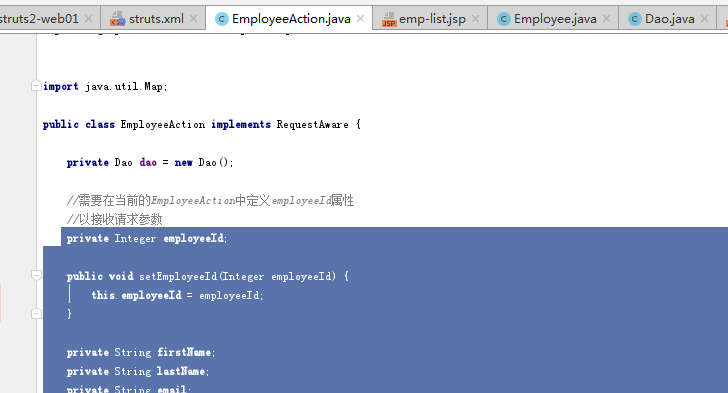 struts2-web01
struts.xml
EmployeeAction.java
emp-list.jsp
Employee.java
Dao.java
import java.util.Map;
public class EmployeeAction implements RequestAware {
private Dao dao = new Dao();
//需要在当前的EmployeeAction中定义employeeId属性
//以接收请求参数
private Integer employeeId;
public void setEmployeeId(Integer employeeId) {
this.employeeId = employeeId;
}
private String firstName;
private String lastName;
private String email;